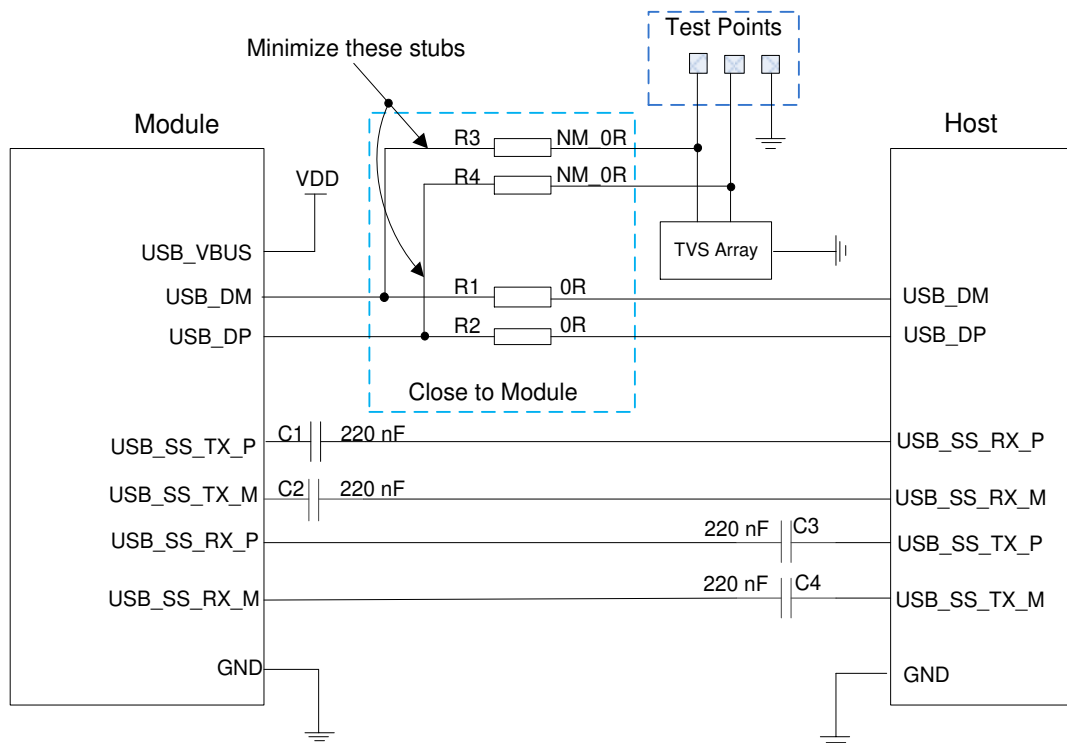 Test Points
Minimize these stubs
Module
Host
R3 NM_0R
R4 NM_0R
VDD
TVS Array
USB_VBUS
USB_DM R1 0R USB_DM
USB_DP R2 0R USB_DP
Close to Module
USB_SS_TX_P C1 220 nF USB_SS_RX_P
USB_SS_TX_M C2 220 nF USB_SS_RX_M
USB_SS_RX_P 220 nF C3 USB_SS_TX_P
USB_SS_RX_M 220 nF C4 USB_SS_TX_M
GND GND